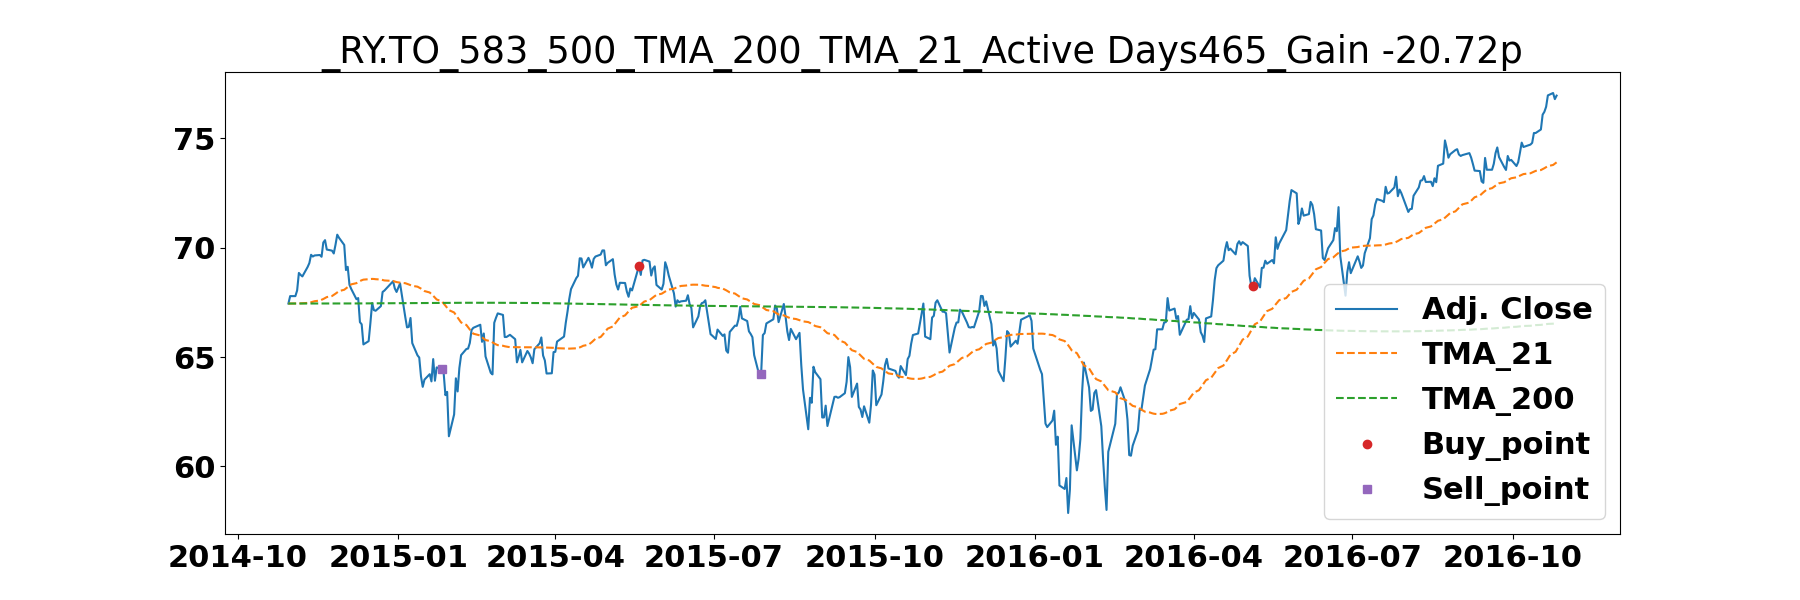 _RY.TO_583_500_TMA_200_TMA_21_Active Days465_Gain -20.72p
75
70
65
60
Adj. Close
TMA_21
TMA_200
Buy_point
Sell_point
2014-10 2015-01 2015-04 2015-07 2015-10 2016-01 2016-04 2016-07 2016-10